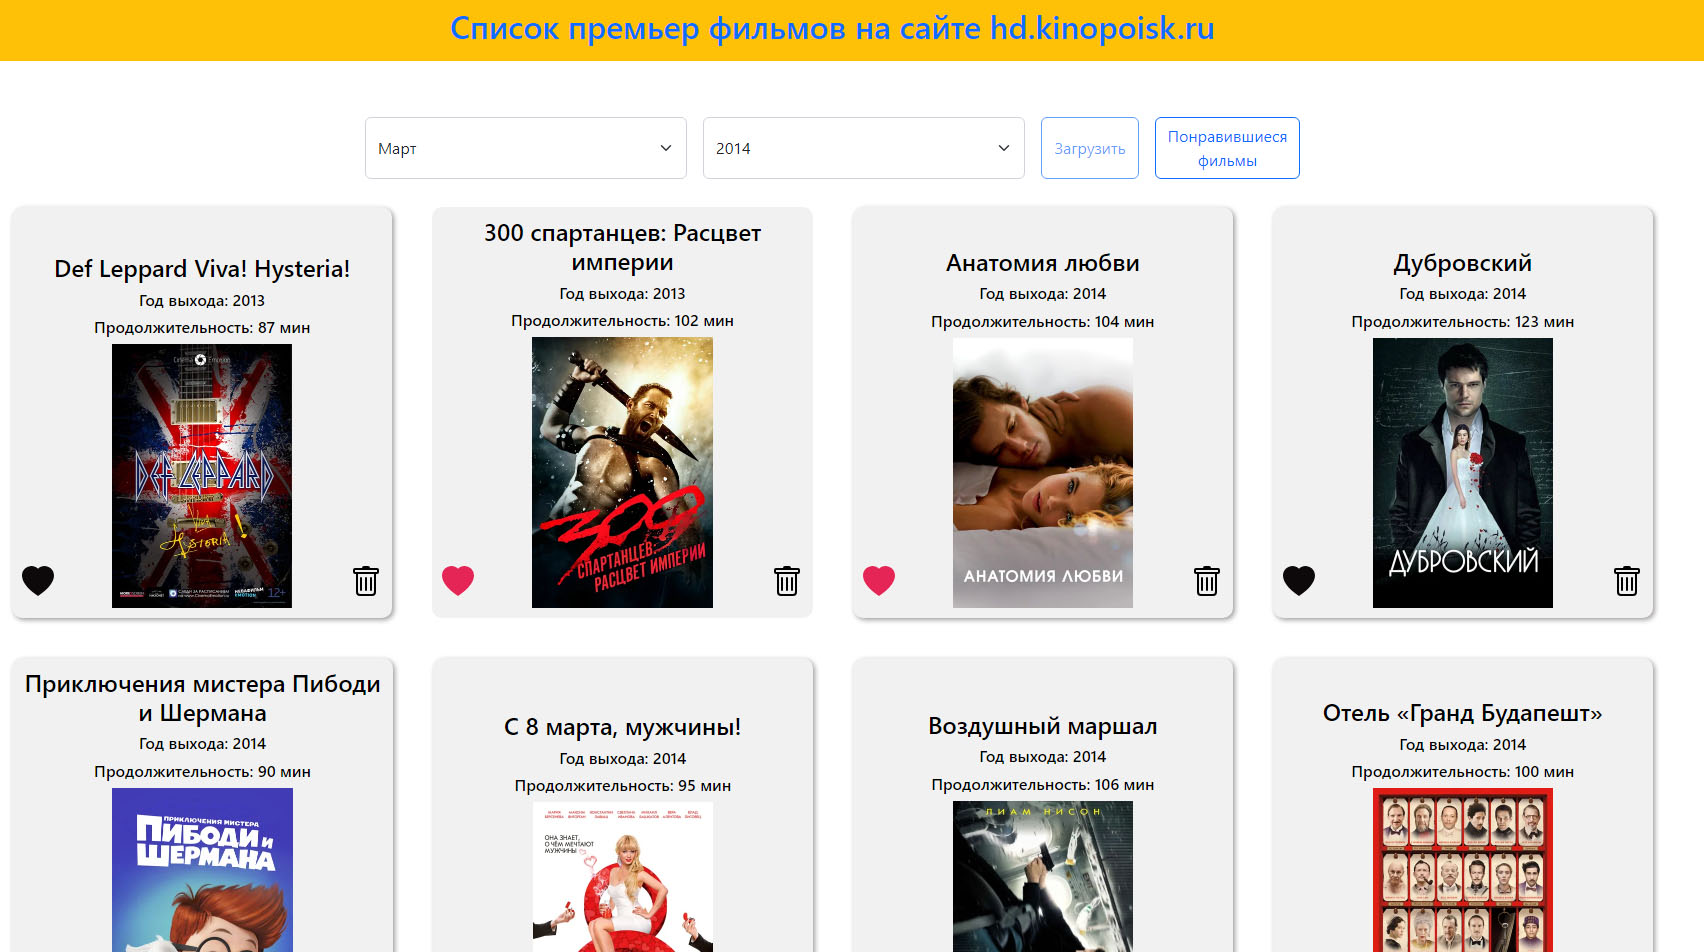 Список премьер фильмов на сайте hd.kinopoisk.ru
Март
2014
Загрузить
Понравившиеся
фильмы
Def Leppard Viva! Hysteria!
Год выхода: 2013
Продолжительность: 87 мин
Cinema Emotion
DEF LEPPARD
VIVA
HYSTERIA!
12+
300 спартанцев: Расцвет
империи
Год выхода: 2013
Продолжительность: 102 мин
300
СПАРТАНЦЕВ:
РАСЦВЕТ ИМПЕРИИ
Анатомия любви
Год выхода: 2014
Продолжительность: 104 мин
АНАТОМИЯ ЛЮБВИ
Дубровский
Год выхода: 2014
Продолжительность: 123 мин
ДУБРОВСКИЙ
Приключения мистера Пибоди
и Шермана
Год выхода: 2014
Продолжительность: 90 мин
ПРИКЛЮЧЕНИЯ МИСТЕРА
ПИБОДИ И
ШЕРМАНА
С 8 марта, мужчины!
Год выхода: 2014
Продолжительность: 95 мин
ОНА ЗНАЕТ,
О ЧЁМ МЕЧТАЮТ
МУЖЧИНЫ
Воздушный маршал
Год выхода: 2014
Продолжительность: 106 мин
ЛИАМ НИСОН
Отель «Гранд Будапешт»
Год выхода: 2014
Продолжительность: 100 мин